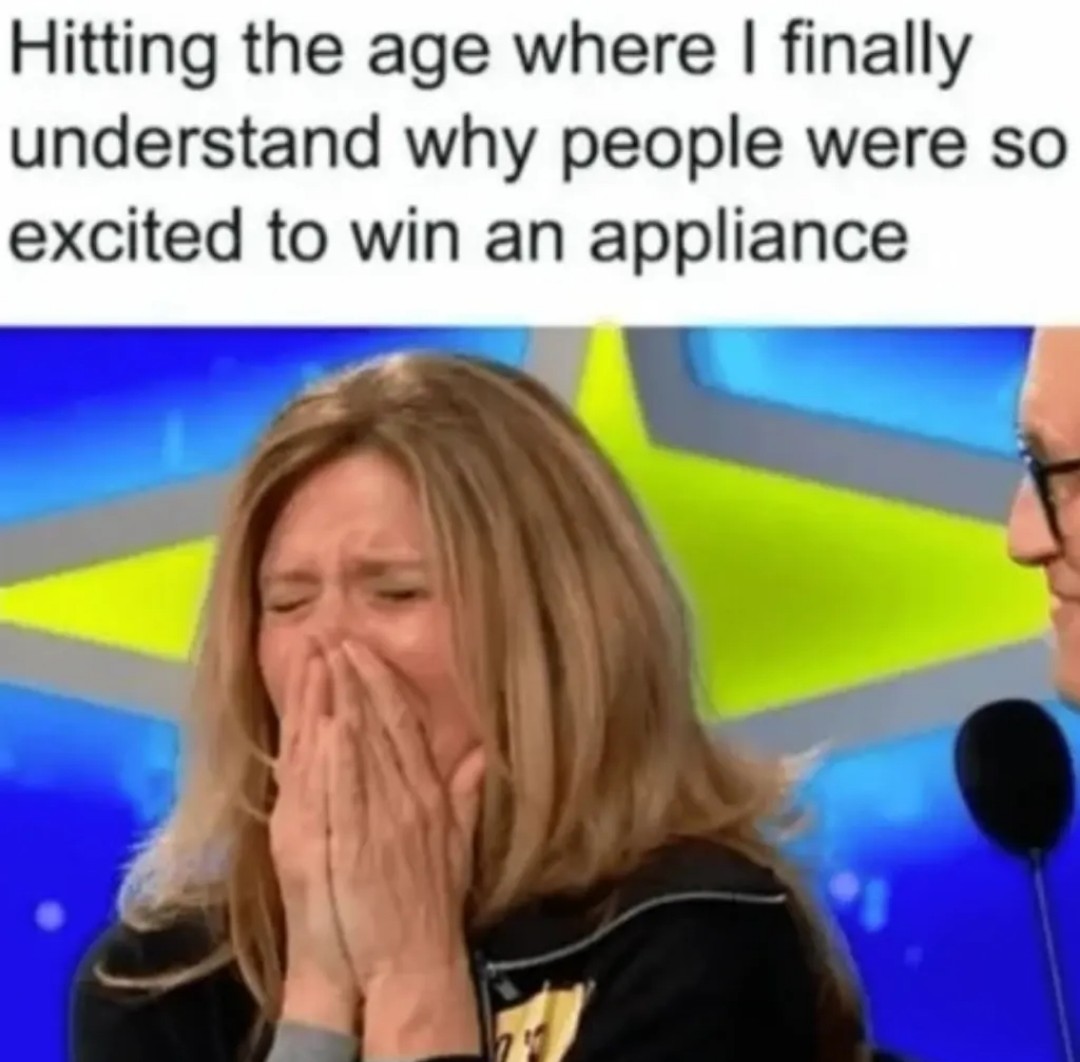 Hitting the age where I finally
understand why people were so
excited to win an appliance